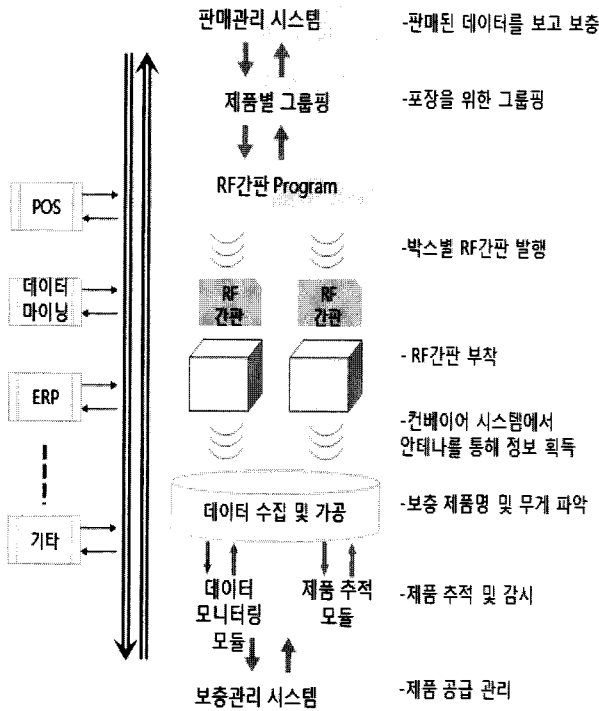 판매관리 시스템
-판매된 데이터를 보고 보충
제품별 그룹핑
-포장을 위한 그룹핑
RF간판 Program
POS
-박스별 RF간판 발행
데이터
마이닝
RF
간판
RF
간판
-RF간판 부착
ERP
-컨베이어 시스템에서
안테나를 통해 정보 획득
데이터 수집 및 가공
-보충 제품명 및 무게 파악
기타
데이터
모니터링
모듈
제품 추적
모듈
-제품 추적 및 감시
보충관리 시스템
-제품 공급 관리